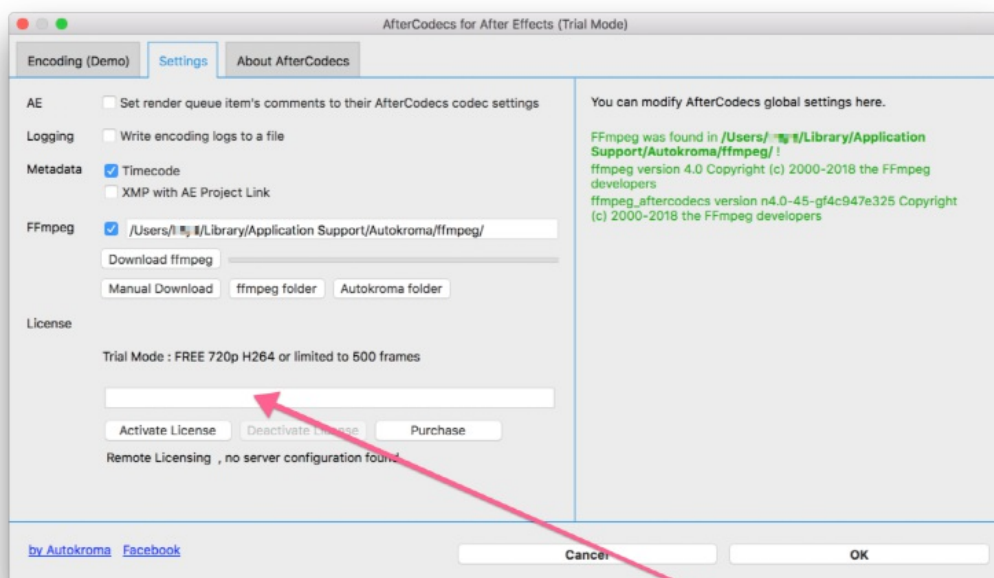 AfterCodecs for After Effects (Trial Mode)
Encoding (Demo) Settings About AfterCodecs
AE Set render queue item's comments to their AfterCodecs codec settings
Logging Write encoding logs to a file
Metadata Timecode
XMP with AE Project Link
FFmpeg /Users/ /Library/Application Support/Autokroma/ffmpeg/
Download ffmpeg
Manual Download ffmpeg folder Autokroma folder
License
Trial Mode : FREE 720p H264 or limited to 500 frames
Activate License Deactivate License Purchase
Remote Licensing , no server configuration found
You can modify AfterCodecs global settings here.
FFmpeg was found in /Users/ /Library/Application
Support/Autokroma/ffmpeg/ !
ffmpeg version 4.0 Copyright (c) 2000-2018 the FFmpeg
developers
ffmpeg_aftercodecs version n4.0-45-gf4c947e325 Copyright
(c) 2000-2018 the FFmpeg developers
by Autokroma Facebook Cancel OK